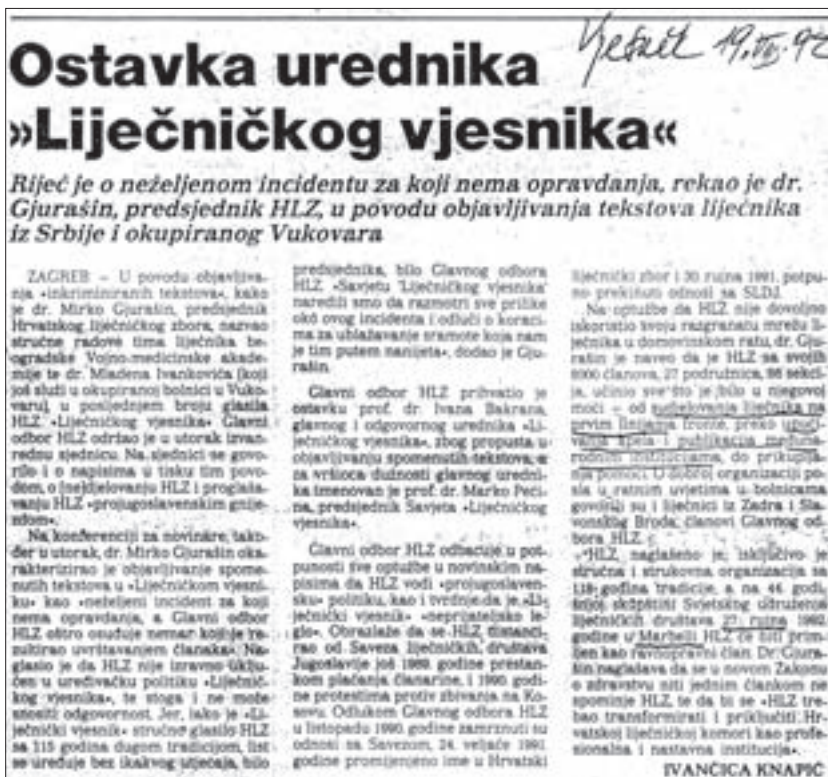 Vjesnik 19. VIII. 92
Ostavka urednika
»Liječničkog vjesnika«
Riječ je o neželjenom incidentu za koji nema opravdanja, rekao je dr.
Gjurašin, predsjednik HLZ, u povodu objavljivanja tekstova liječnika
iz Srbije i okupiranog Vukovara
ZAGREB – U povodu objavljiva-
nja »inkriminiranih tekstova«, kako
je dr. Mirko Gjurašin, predsjednik
Hrvatskog liječničkog zbora, nazvao
stručne radove tima liječnika be-
ogradske Vojno-medicinske akade-
mije te dr. Mladena Ivankovića (koji
još služi u okupiranoj bolnici u Vuko-
varu), u posljednjem broju glasila
HLZ »Liječničkog vjesnika« Glavni
odbor HLZ održao je u utorak izvan-
rednu sjednicu. Na sjednici se govo-
rilo i o napisima u tisku tim povo-
dom, o (ne)djelovanju HLZ i proglaša-
vanju HLZ »projugoslavenskim gnije-
zdom«.
Na konferenciji za novinare, tako-
đer u utorak, dr. Mirko Gjurašin oka-
rakterizirao je objavljivanje spome-
nutih tekstova u »Liječničkom vjesni-
ku« kao »neželjeni incident za koji
nema opravdanja, a Glavni odbor
HLZ oštro osuđuje nemar koji je re-
zultirao uvrštavanjem članaka«. Na-
glasio je da HLZ nije izravno uklju-
čen u uređivačku politiku »Liječnič-
kog vjesnika«, te stoga i ne može
snositi odgovornost. Jer, iako je »Li-
ječnički vjesnik« stručno glasilo HLZ
sa 115 godina dugom tradicijom, list
se uređuje bez ikakvog utjecaja, bilo
predsjednika, bilo Glavnog odbora
HLZ. »Savjetu 'Liječničkog vjesnika'
naredili smo da razmotri sve prilike
oko ovog incidenta i odluči o koraci-
ma za ublažavanje sramote koja nam
je tim putem nanijeta«, dodao je Gju-
rašin.
Glavni odbor HLZ prihvatio je
ostavku prof. dr. Ivana Bakrana,
glavnog i odgovornog urednika »Li-
ječničkog vjesnika«, zbog propusta u
objavljivanju spomenutih tekstova, a
za vršioca dužnosti glavnog uredni-
ka imenovan je prof. dr. Marko Peći-
na, predsjednik Savjeta »Liječničkog
vjesnika«.
Glavni odbor HLZ odbacuje u pot-
punosti sve optužbe u novinskim na-
pisima da HLZ vodi »projugoslaven-
sku« politiku, kao i tvrdnje da je »Li-
ječnički vjesnik« »neprijateljsko le-
glo«. Obrazlaže da se HLZ distanci-
rao od Saveza liječničkih društava
Jugoslavije još 1989. godine prestan-
kom plaćanja članarine, i 1990. godi-
ne protestima protiv zbivanja na Ko-
sovu. Odlukom Glavnog odbora HLZ
u listopadu 1990. godine zamrznuti su
odnosi sa Savezom, 24. veljače 1991.
godine promijenjeno ime u Hrvatski
liječnički zbor i 30. rujna 1991. potpu-
no prekinuti odnosi sa SLDJ.
Na optužbe da HLZ nije dovoljno
iskoristio svoju razgranatu mrežu li-
ječnika u domovinskom ratu, dr. Gju-
rašin je naveo da je HLZ sa svojih
članova, 27 podružnica, sekci-
ja, učinio sve što je bilo u njegovoj
moći – od sudjelovanja liječnika na
prvim linijama fronte, preko upući-
vanja apela i publikacija međuna-
rodnim institucijama, do prikuplja-
nja pomoći. O dobroj organizaciji po-
sla u ratnim uvjetima u bolnicama
govorili su i liječnici iz Zadra i Sla-
vonskog Broda, članovi Glavnog od-
bora HLZ.
»HLZ, naglašeno je, isključivo je
stručna i strukovna organizacija sa
118 godina tradicije, a na 44. godi-
šnjoj skupštini Svjetskog udruženja
liječničkih društava 27. rujna 1992.
godine u Marbelli HLZ će biti prim-
ljen kao ravnopravni član. Dr. Gjura-
šin naglašava da se u novom Zakonu
o zdravstvu niti jednim člankom ne
spominje HLZ, te da bi se »HLZ tre-
bao transformirati i priključiti Hr-
vatskoj liječničkoj komori kao profe-
sionalna i nastavna institucija«.
IVANČICA KNAPIĆ